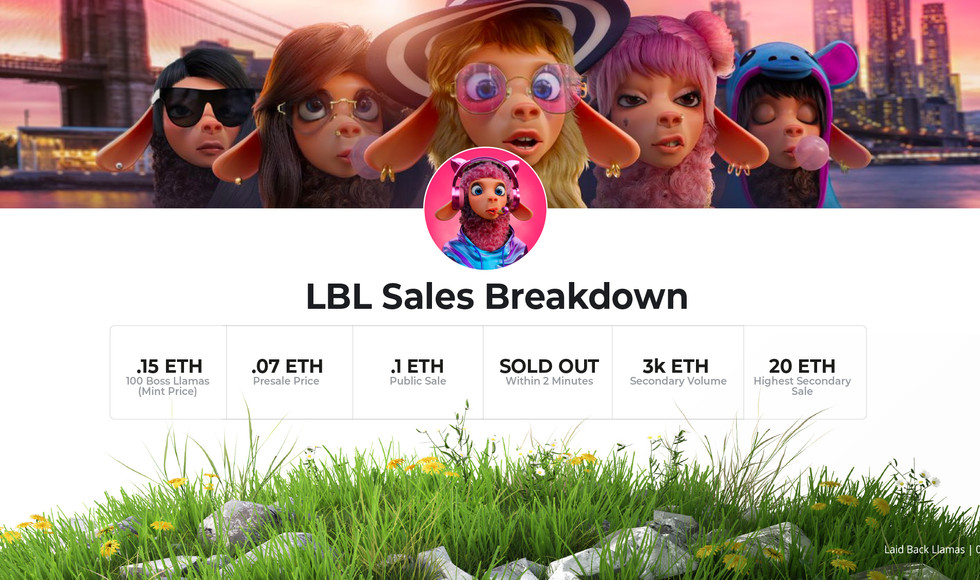 LBL Sales Breakdown
.15 ETH
100 Boss Llamas
(Mint Price)
.07 ETH
Presale Price
.1 ETH
Public Sale
SOLD OUT
Within 2 Minutes
3k ETH
Secondary Volume
20 ETH
Highest Secondary
Sale
Laid Back Llamas |